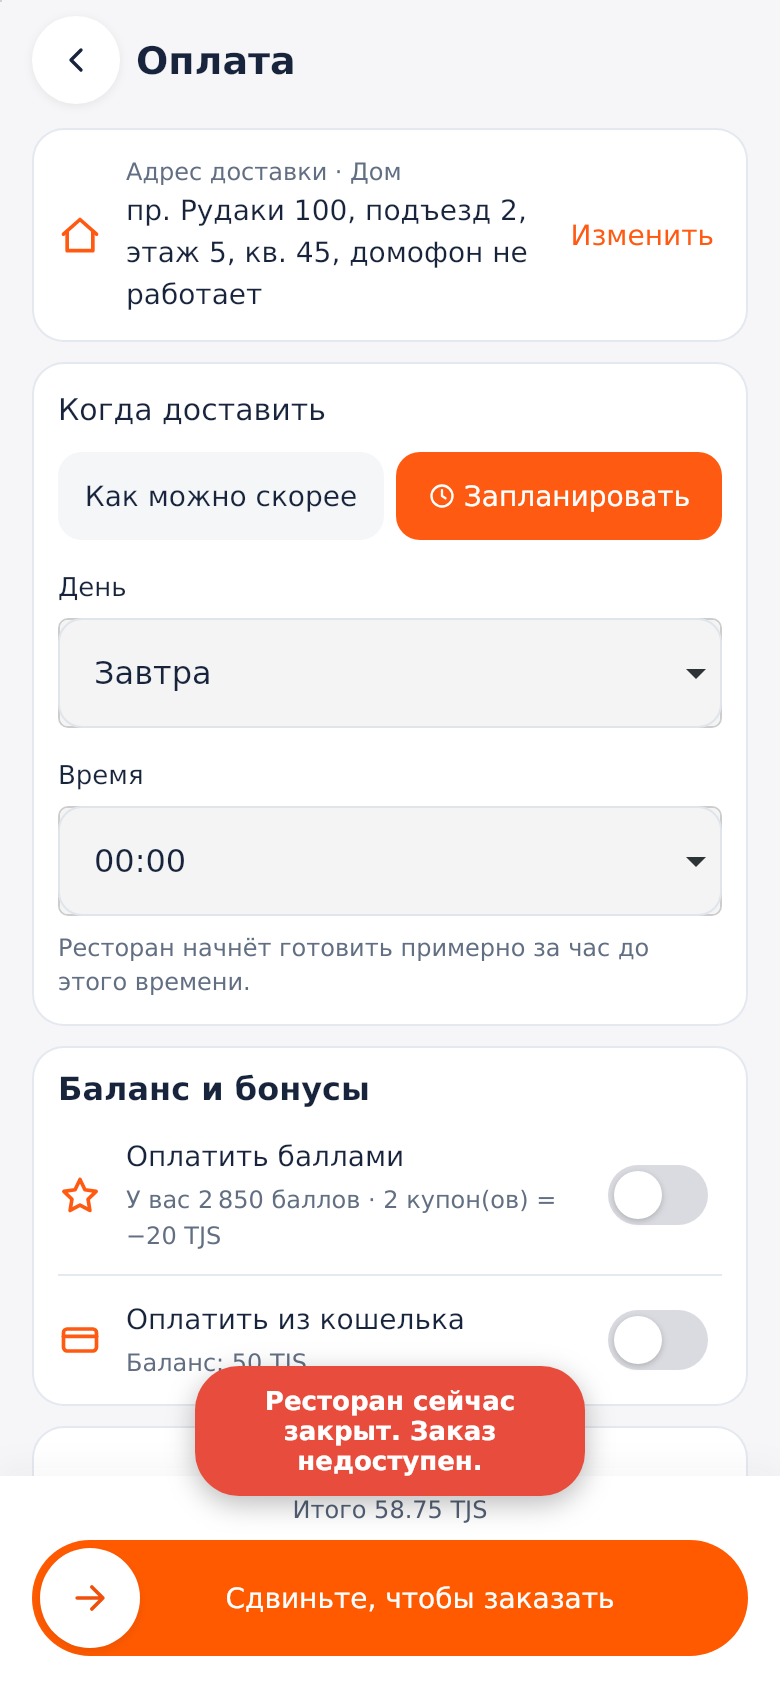 Оплата
Адрес доставки · Дом
пр. Рудаки 100, подъезд 2,
этаж 5, кв. 45, домофон не
работает
Изменить
Когда доставить
Как можно скорее
Запланировать
День
Завтра
Время
00:00
Ресторан начнёт готовить примерно за час до
этого времени.
Баланс и бонусы
Оплатить баллами
У вас 2 850 баллов · 2 купон(ов) =
−20 TJS
Оплатить из кошелька
Баланс: 50 TJS
Ресторан сейчас
закрыт. Заказ
недоступен.
Итого 58.75 TJS
Сдвиньте, чтобы заказать